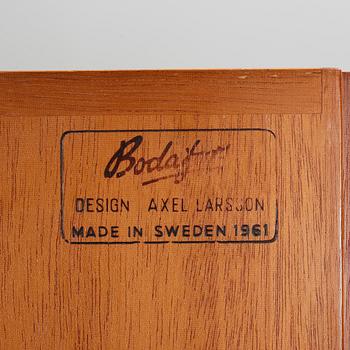 Bodafors
DESIGN AXEL LARSSON
MADE IN SWEDEN 1961